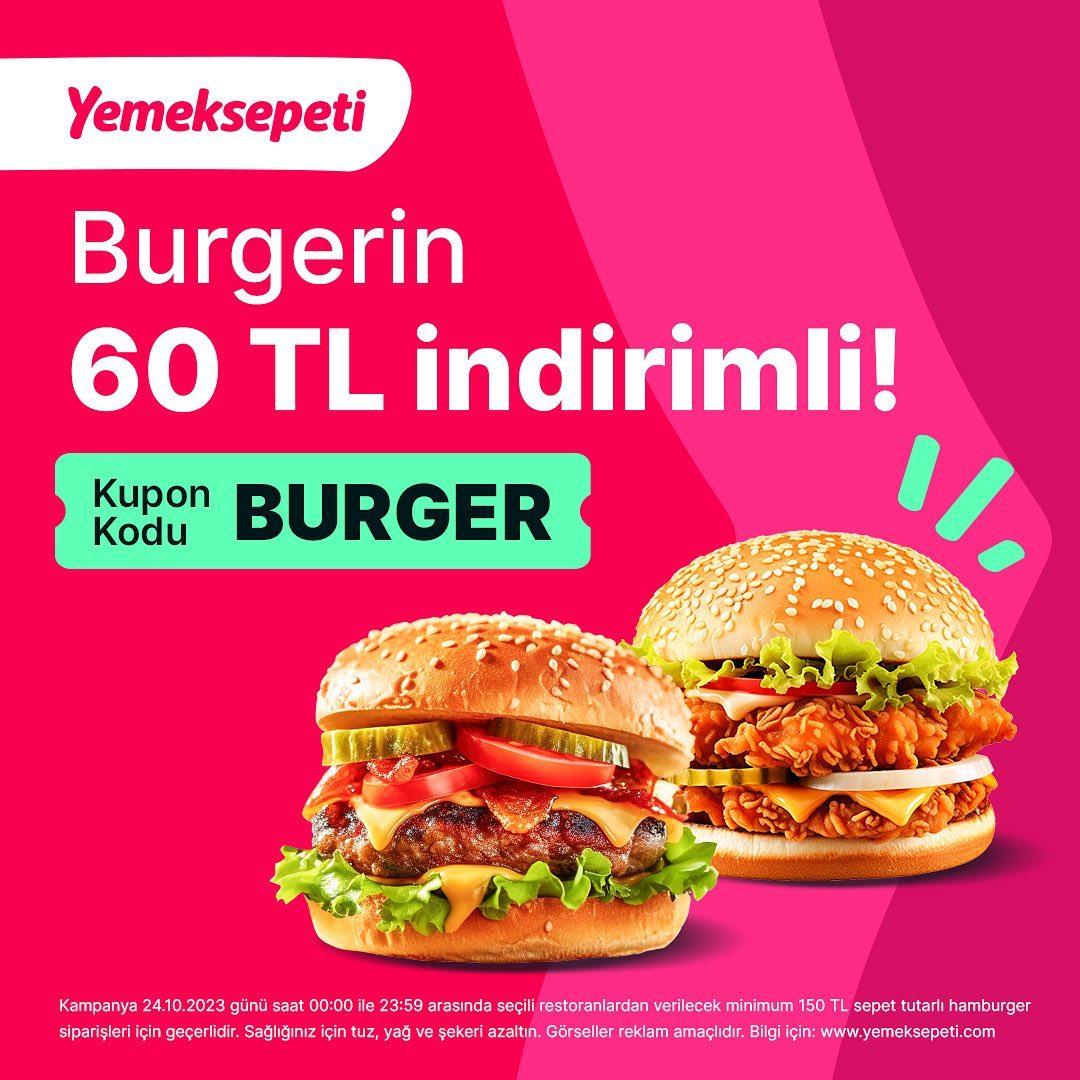 Yemeksepeti
Burgerin
60 TL indirimli!
Kupon
Kodu
BURGER
Kampanya 24.10.2023 günü saat 00:00 ile 23:59 arasında seçili restoranlardan verilecek minimum 150 TL sepet tutarlı hamburger
siparişleri için geçerlidir. Sağlığınız için tuz, yağ ve şekeri azaltın. Görseller reklam amaçlıdır. Bilgi için: www.yemeksepeti.com